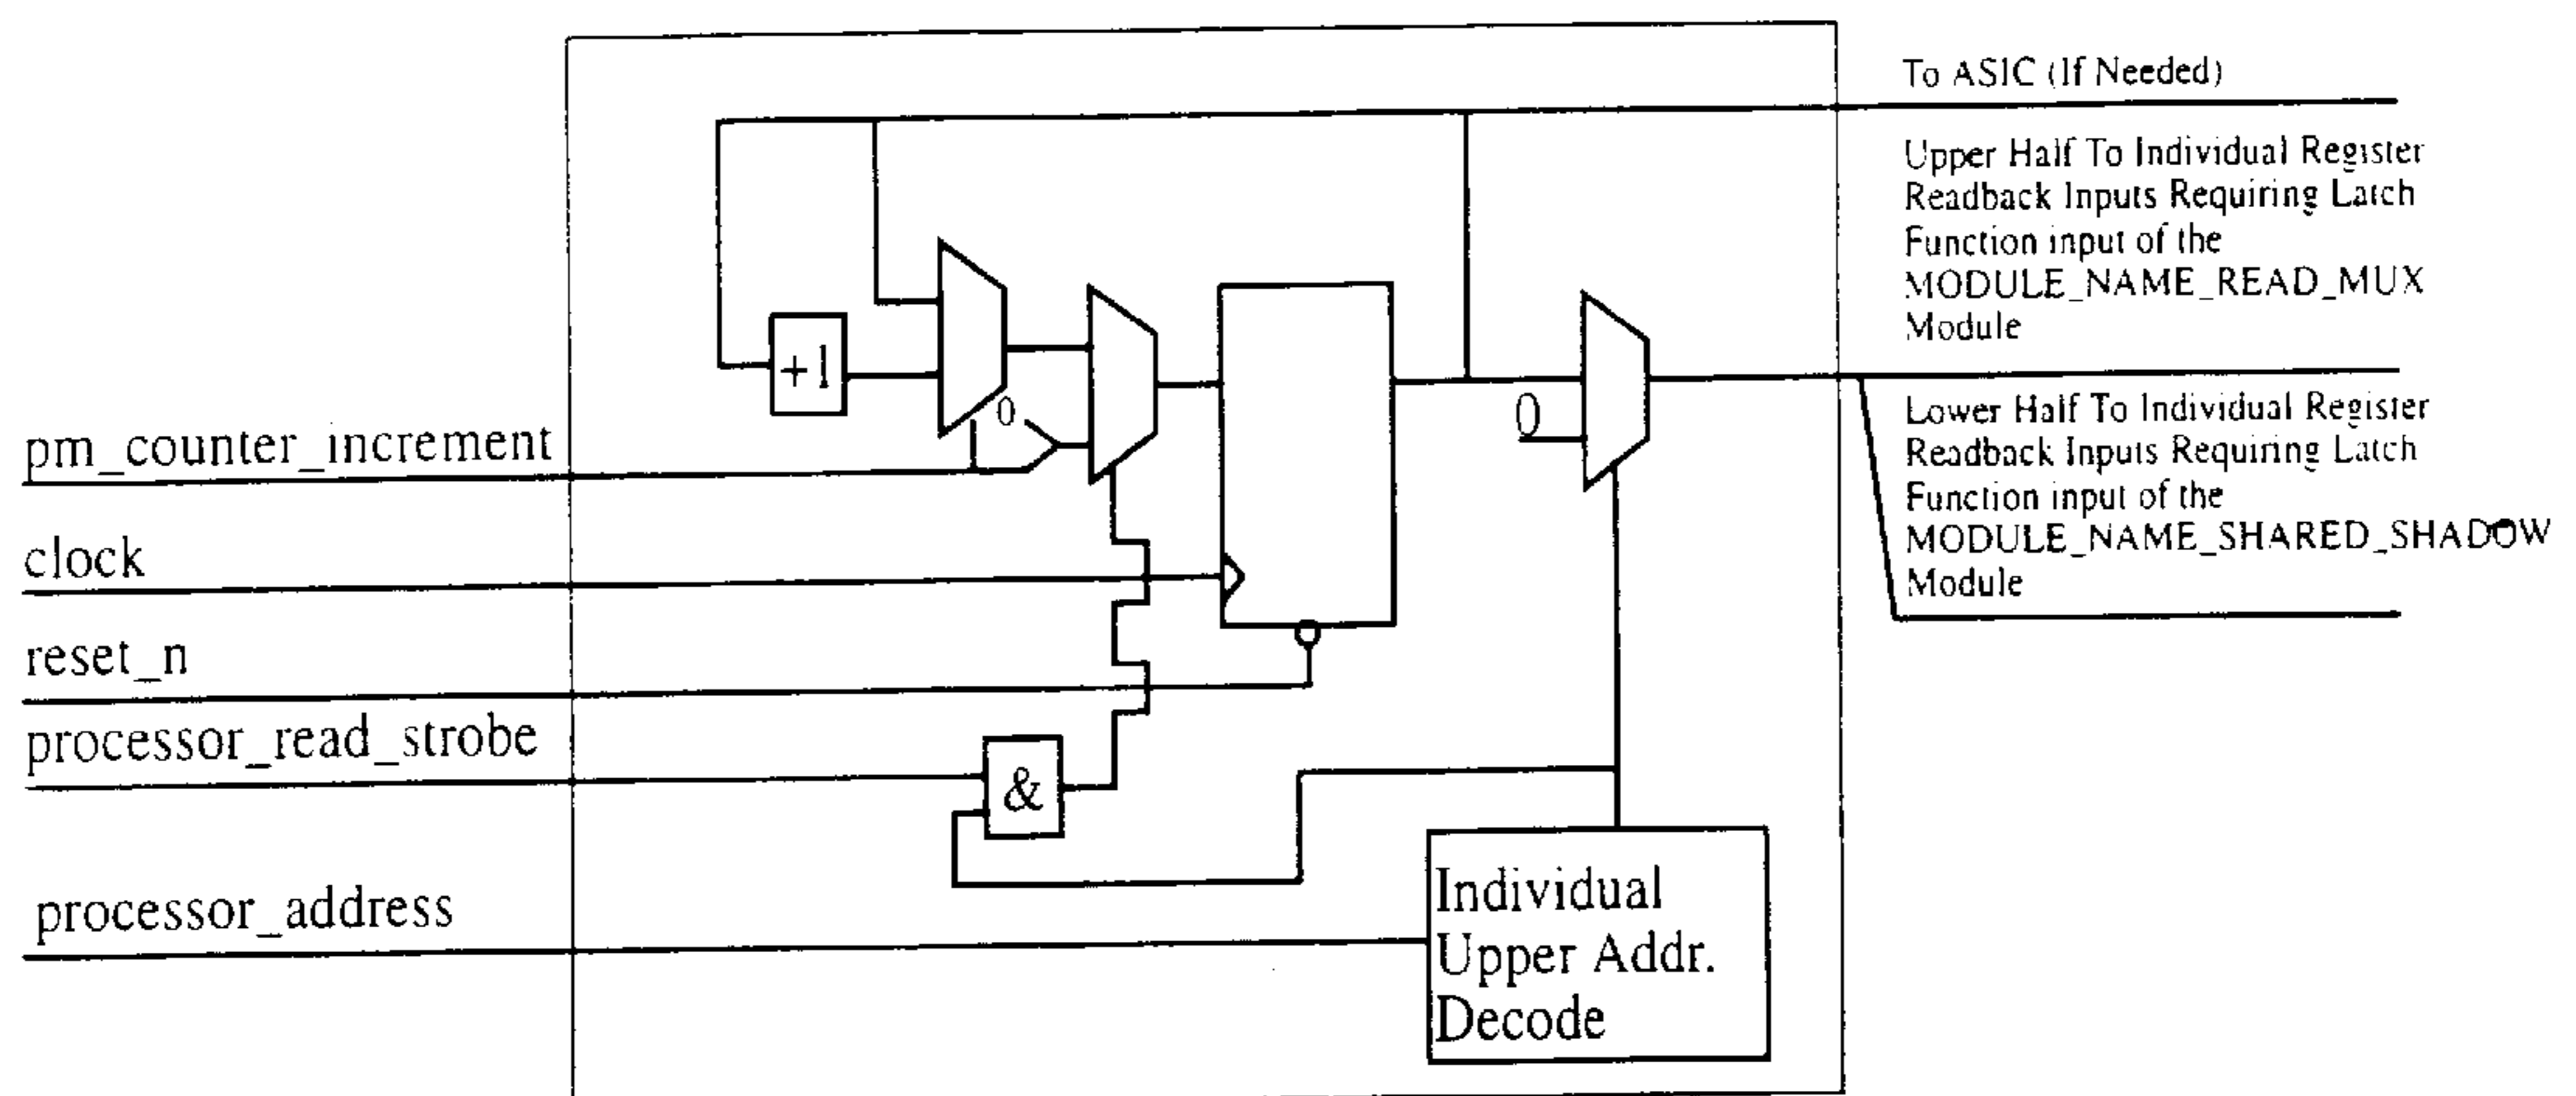 To ASIC (If Needed)
Upper Half To Individual Register
Readback Inputs Requiring Latch
Function input of the
MODULE_NAME_READ_MUX
Module
+1
0
0
pm_counter_increment
Lower Half To Individual Register
Readback Inputs Requiring Latch
Function input of the
MODULE_NAME_SHARED_SHADOW
Module
clock
reset_n
processor_read_strobe
&
processor_address
Individual
Upper Addr.
Decode